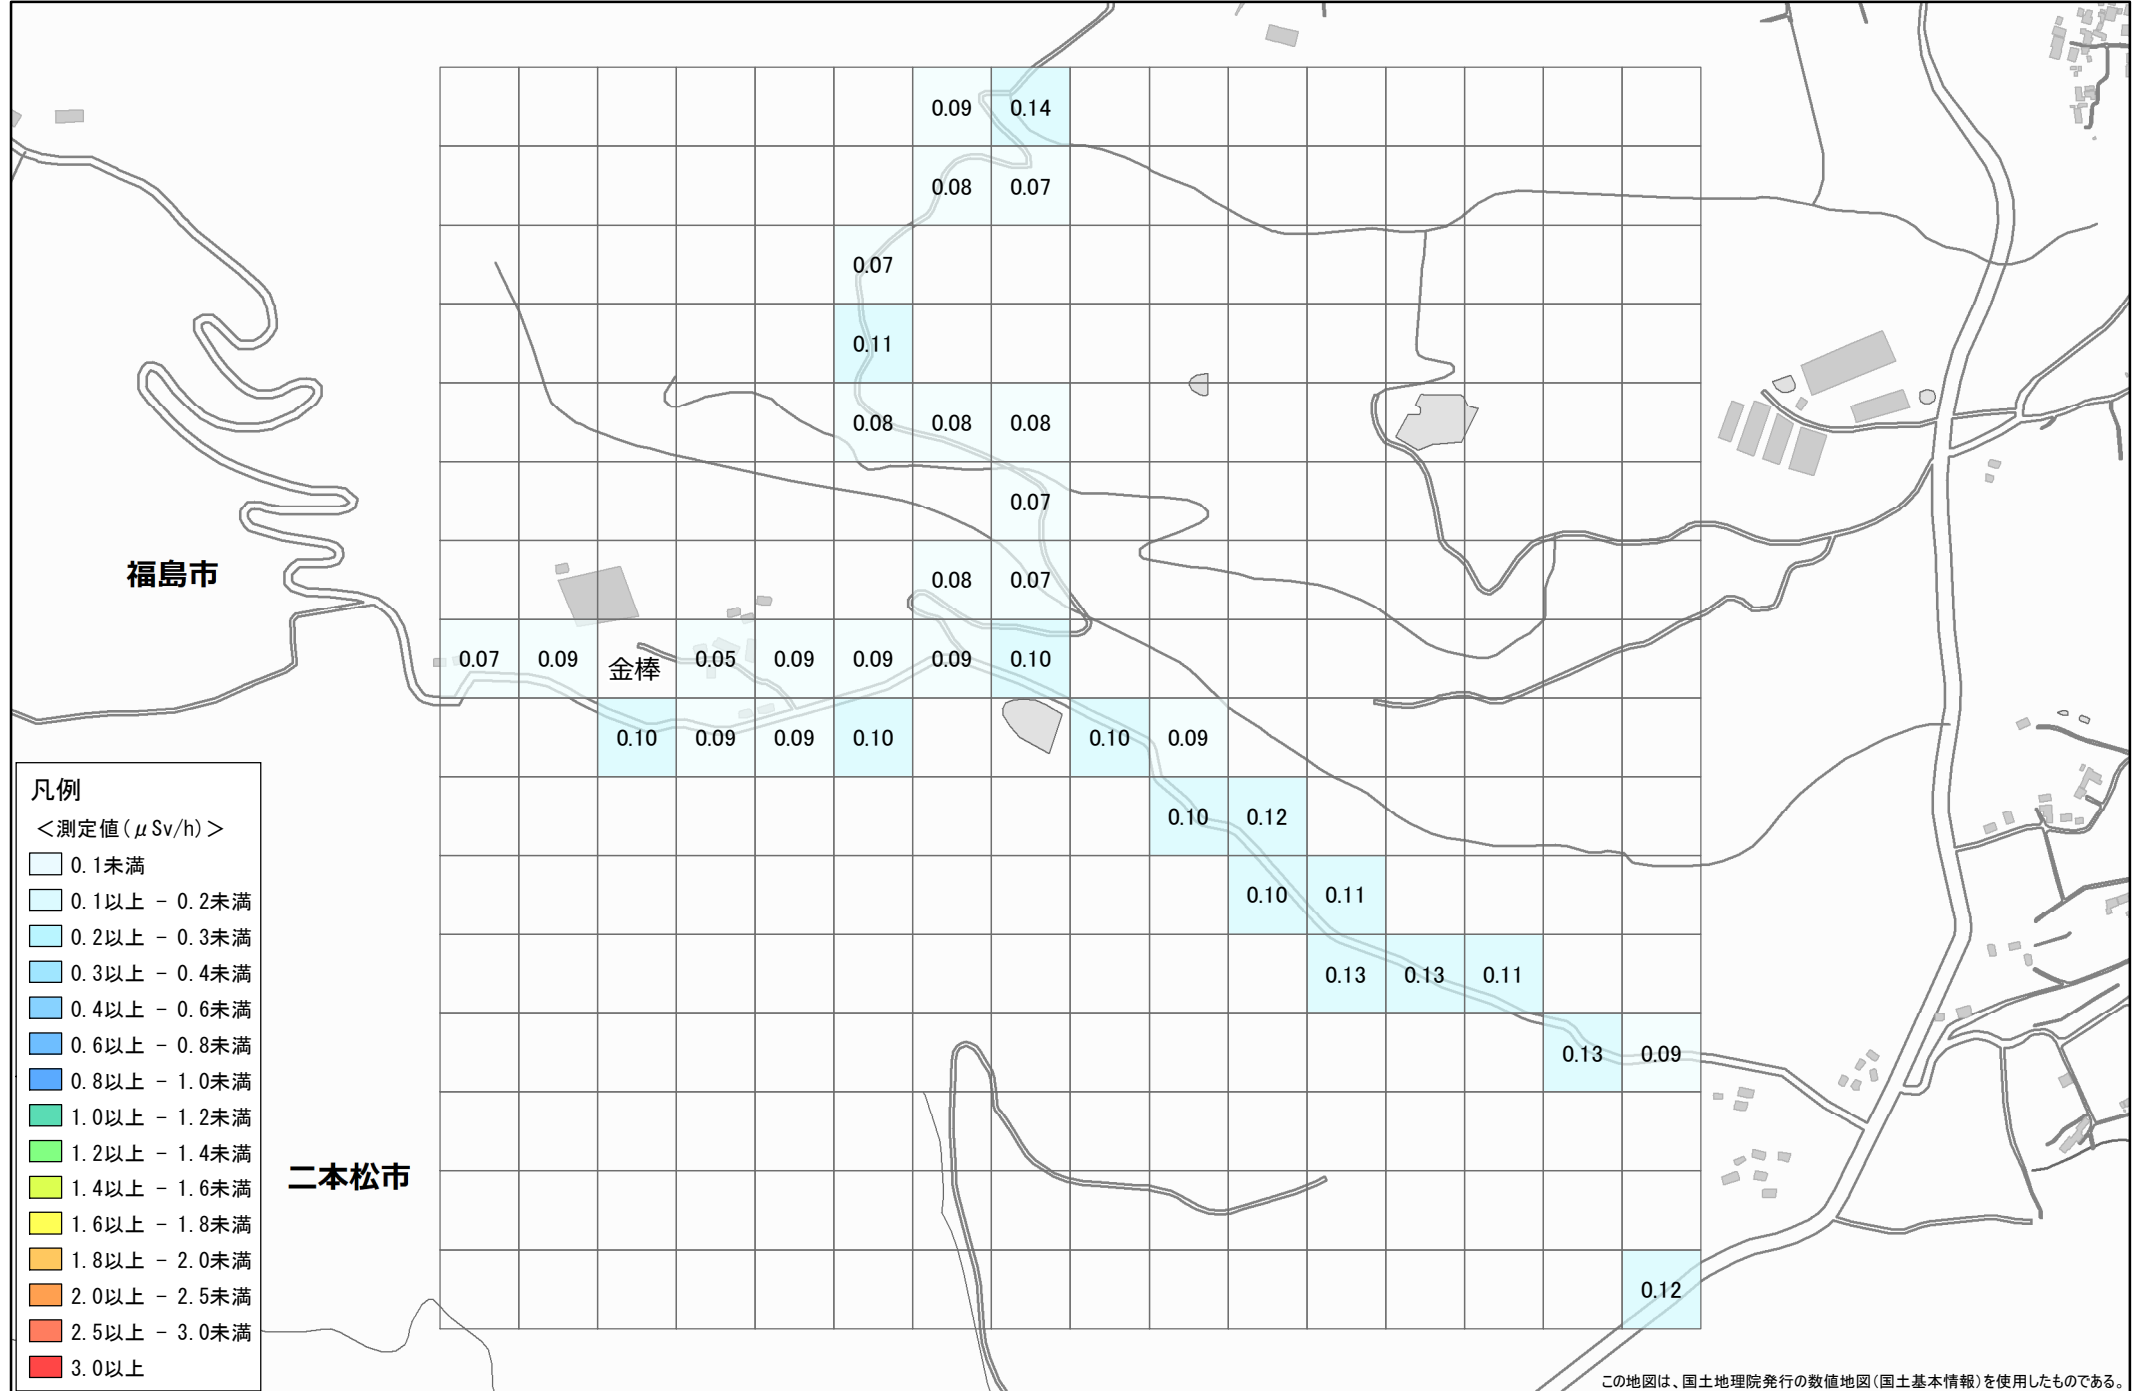 0.09 0.14
0.08 0.07
0.07
0.11
0.08 0.08 0.08
0.07
福島市
0.08 0.07
0.07 0.09 金棒 0.05 0.09 0.09 0.09 0.10
0.10 0.09 0.09 0.10 0.10 0.09
0.10 0.12
0.10 0.11
0.13 0.13 0.11
0.13 0.09
二本松市
0.12
凡例
＜測定値(μSv/h)＞
0.1未満
0.1以上 - 0.2未満
0.2以上 - 0.3未満
0.3以上 - 0.4未満
0.4以上 - 0.6未満
0.6以上 - 0.8未満
0.8以上 - 1.0未満
1.0以上 - 1.2未満
1.2以上 - 1.4未満
1.4以上 - 1.6未満
1.6以上 - 1.8未満
1.8以上 - 2.0未満
2.0以上 - 2.5未満
2.5以上 - 3.0未満
3.0以上
この地図は、国土地理院発行の数値地図(国土基本情報)を使用したものである。